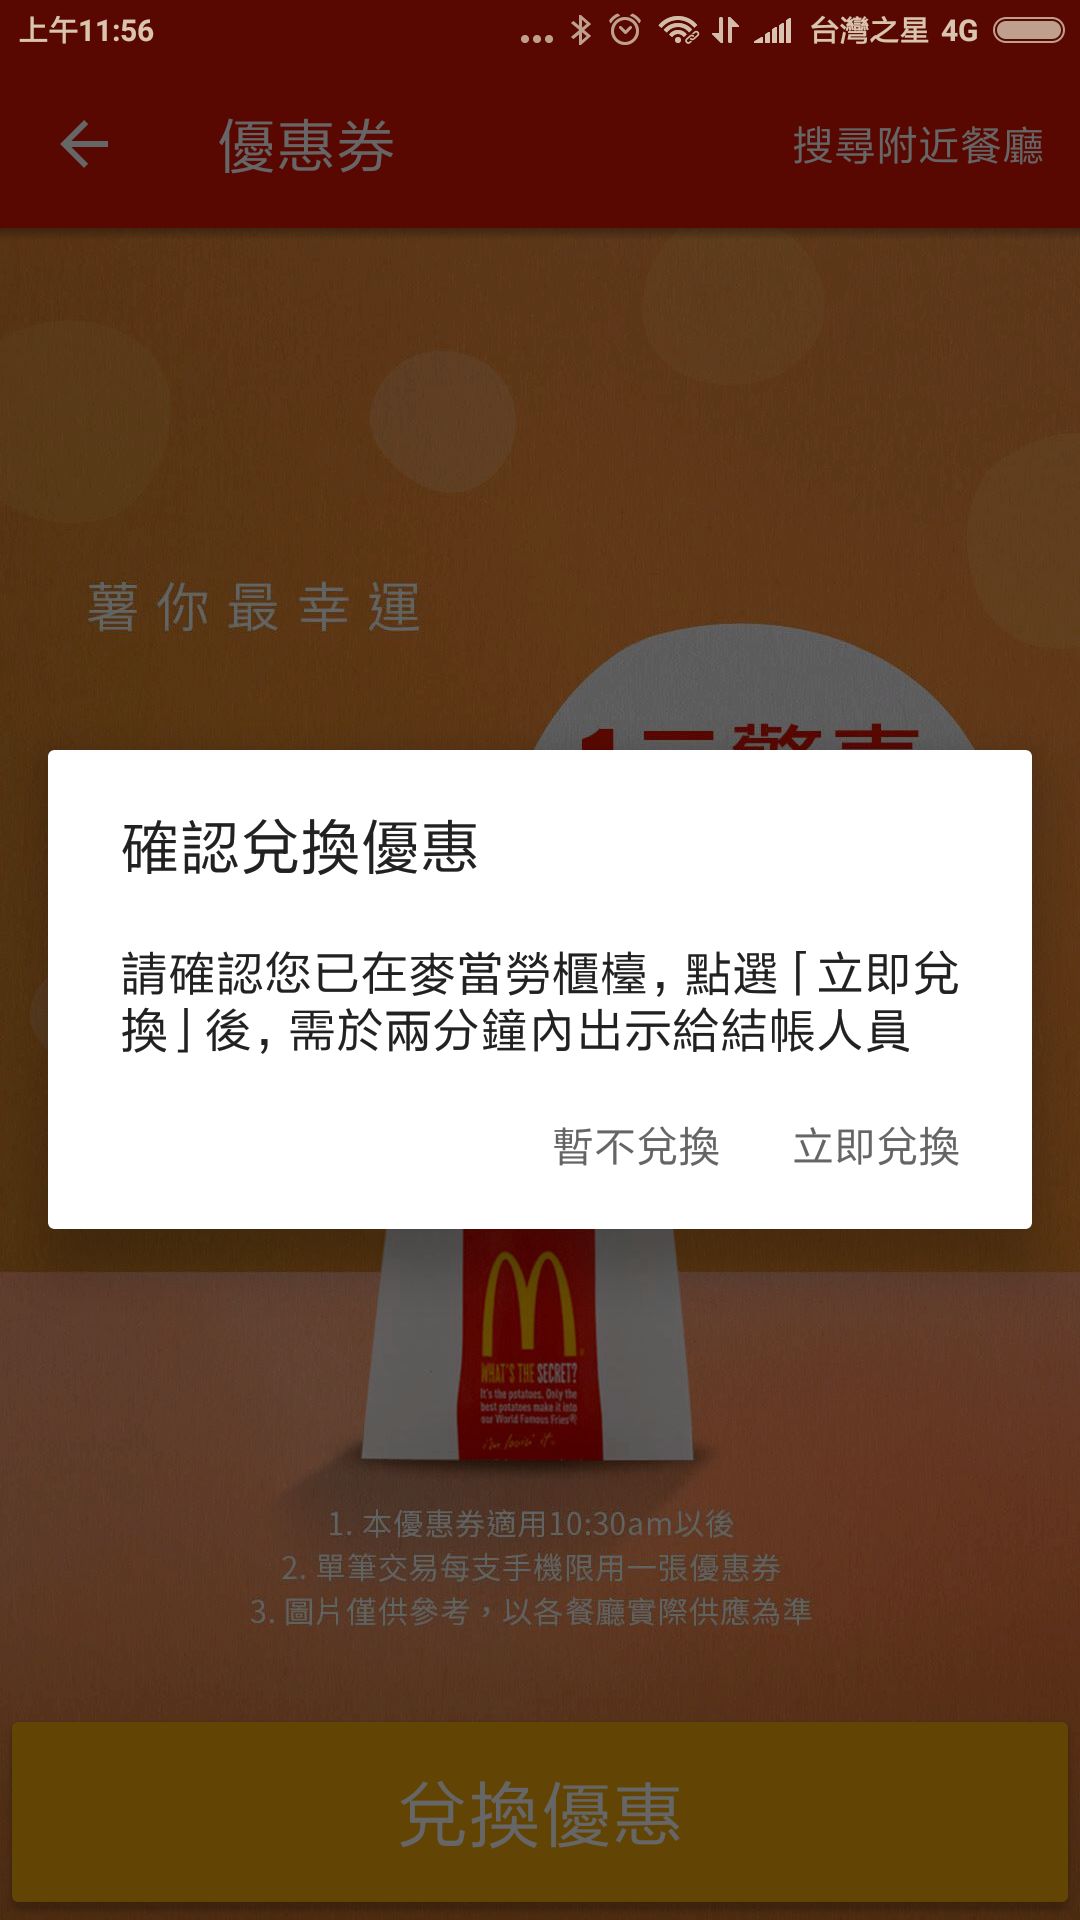 上午11:56
... 台灣之星 4G
優惠券
搜尋附近餐廳
薯你最幸運
確認兌換優惠
請確認您已在麥當勞櫃檯，點選「立即兌
換」後，需於兩分鐘內出示給結帳人員
暫不兌換 立即兌換
WHAT'S THE SECRET?
It's the potatoes. Only the
best potatoes make it into
our World Famous Fries®
i'm lovin' it.
1. 本優惠券適用10:30am以後
2. 單筆交易每支手機限用一張優惠券
3. 圖片僅供參考，以各餐廳實際供應為準
兌換優惠